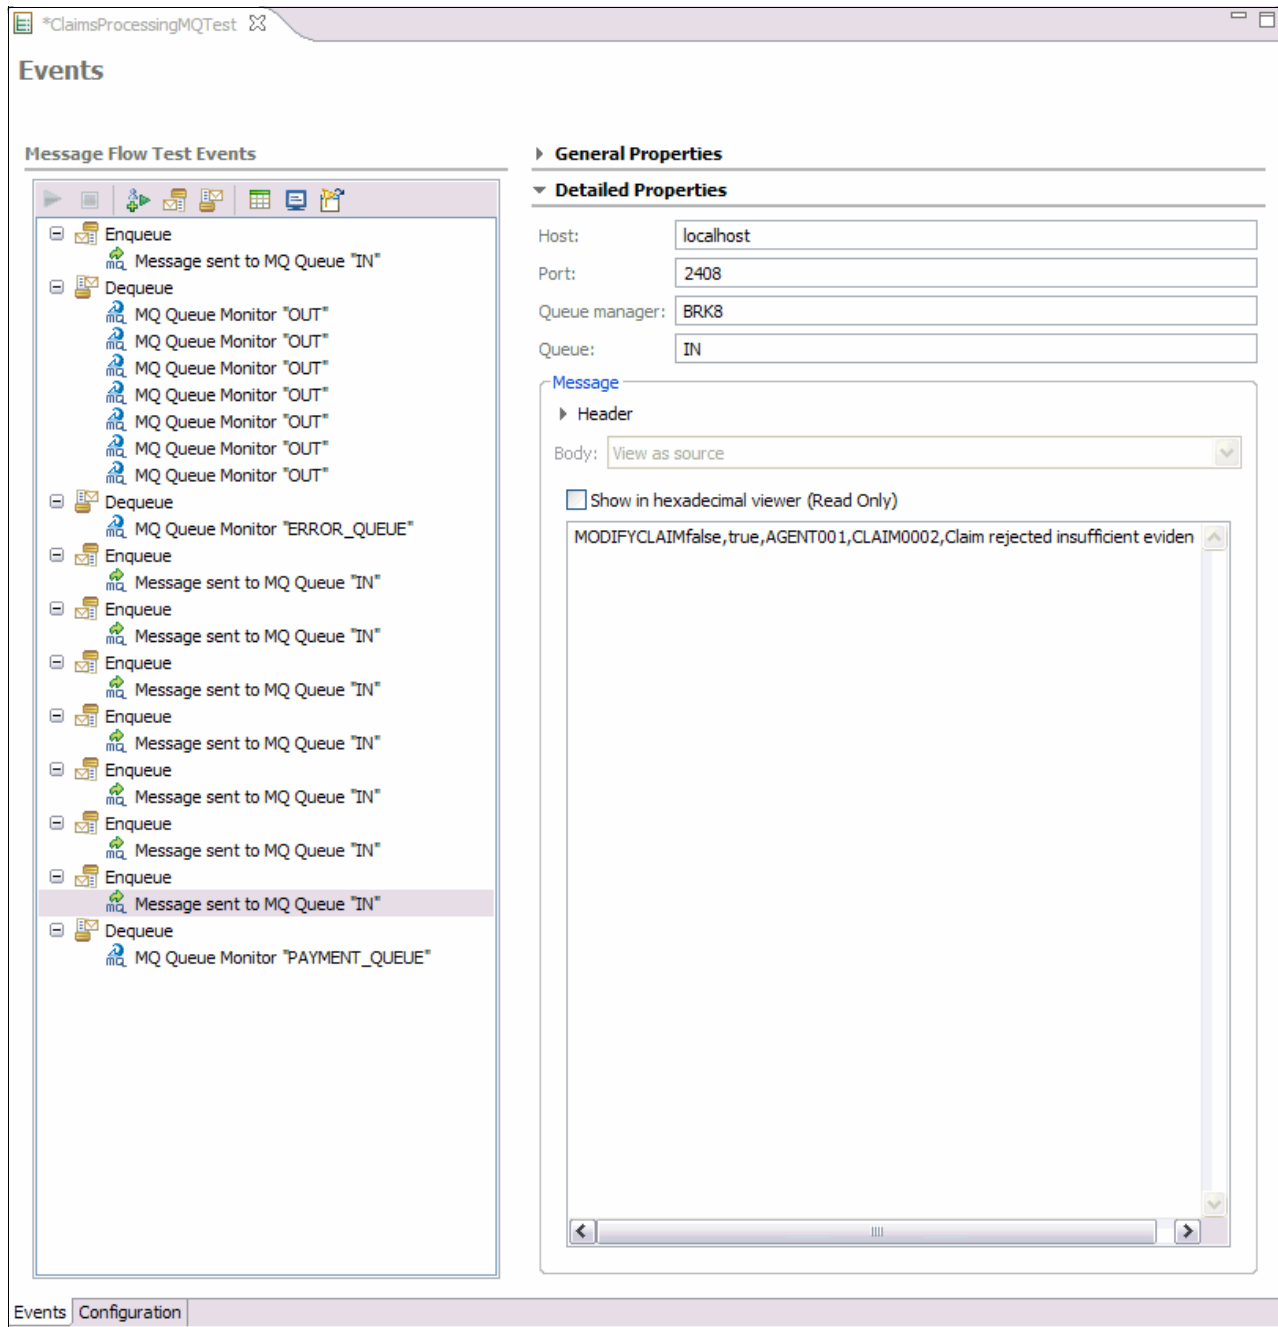 *ClaimsProcessingMQTest
Events
Message Flow Test Events
Enqueue
Message sent to MQ Queue "IN"
Dequeue
MQ Queue Monitor "OUT"
MQ Queue Monitor "OUT"
MQ Queue Monitor "OUT"
MQ Queue Monitor "OUT"
MQ Queue Monitor "OUT"
MQ Queue Monitor "OUT"
MQ Queue Monitor "OUT"
Dequeue
MQ Queue Monitor "ERROR_QUEUE"
Enqueue
Message sent to MQ Queue "IN"
Enqueue
Message sent to MQ Queue "IN"
Enqueue
Message sent to MQ Queue "IN"
Enqueue
Message sent to MQ Queue "IN"
Enqueue
Message sent to MQ Queue "IN"
Enqueue
Message sent to MQ Queue "IN"
Enqueue
Message sent to MQ Queue "IN"
Dequeue
MQ Queue Monitor "PAYMENT_QUEUE"
General Properties
Detailed Properties
Host: localhost
Port: 2408
Queue manager: BRK8
Queue: IN
Message
Header
Body: View as source
Show in hexadecimal viewer (Read Only)
MODIFYCLAIMfalse,true,AGENT001,CLAIM0002,Claim rejected insufficient eviden
Events Configuration